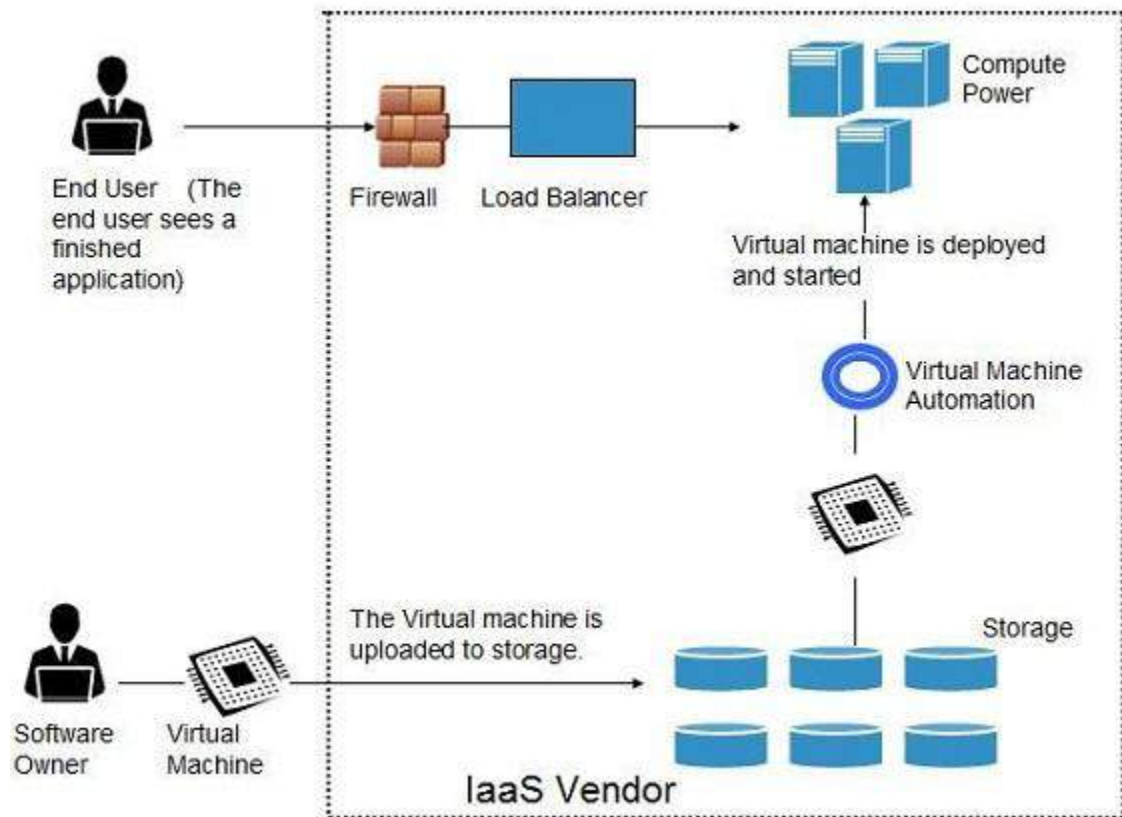 Compute
Power
End User (The
end user sees a
finished
application)
Firewall
Load Balancer
Virtual machine is deployed
and started
Virtual Machine
Automation
The Virtual machine is
uploaded to storage.
Storage
Software
Owner
Virtual
Machine
IaaS Vendor